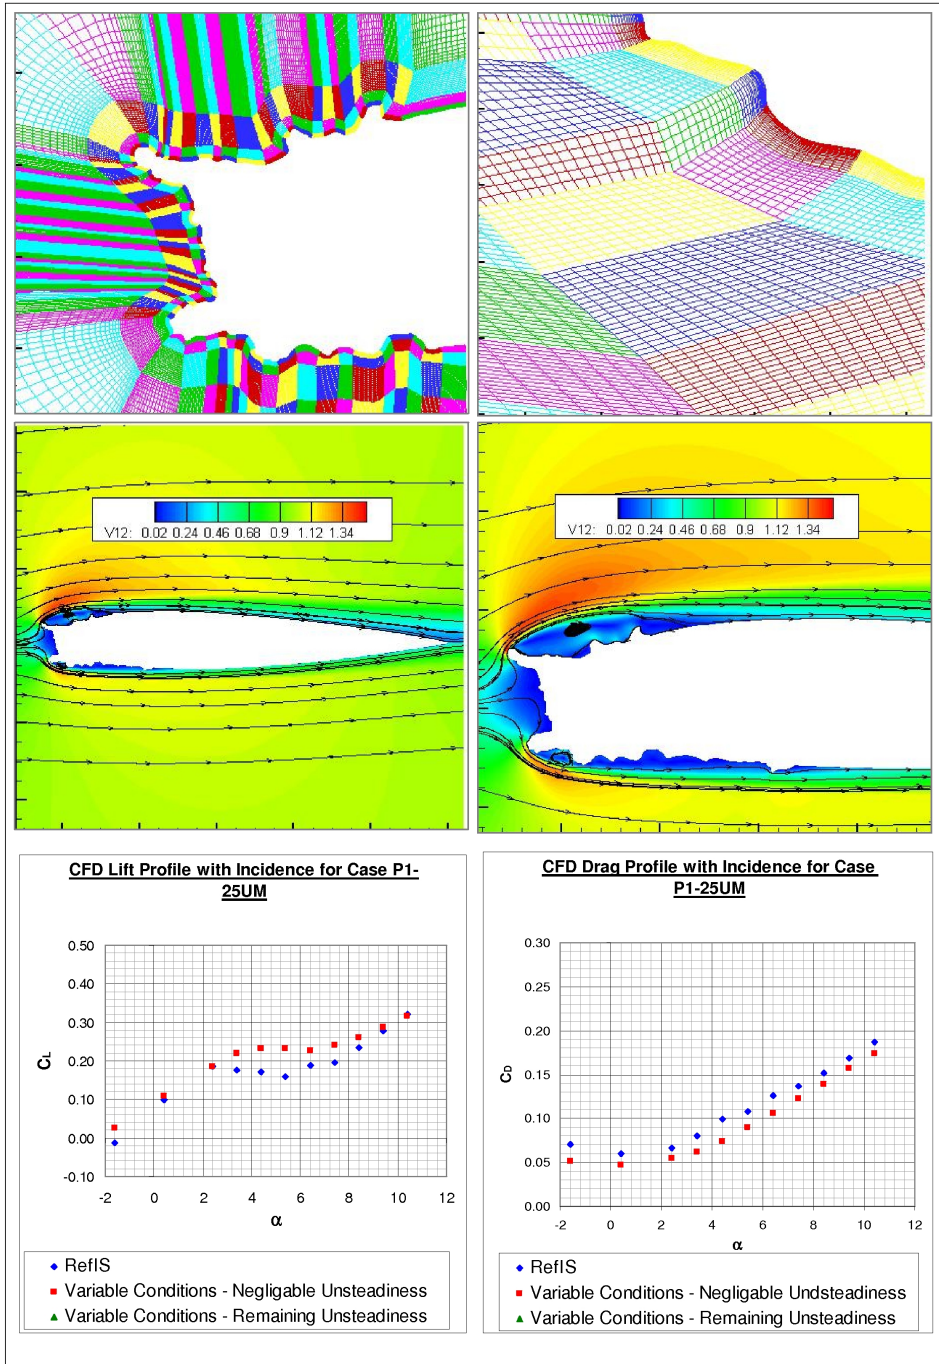 V12: 0.02 0.24 0.46 0.68 0.9 1.12 1.34
V12: 0.02 0.24 0.46 0.68 0.9 1.12 1.34
CFD Lift Profile with Incidence for Case P1-
25UM
0.50
0.40
0.30
0.20
0.10
0.00
-0.10
CL
-2 0 2 4 6 8 10 12
α
RefIS
Variable Conditions - Negligable Unsteadiness
Variable Conditions - Remaining Unsteadiness
CFD Drag Profile with Incidence for Case
P1-25UM
0.30
0.25
0.20
0.15
0.10
0.05
0.00
CD
-2 0 2 4 6 8 10 12
α
RefIS
Variable Conditions - Negligable Undsteadiness
Variable Conditions - Remaining Unsteadiness